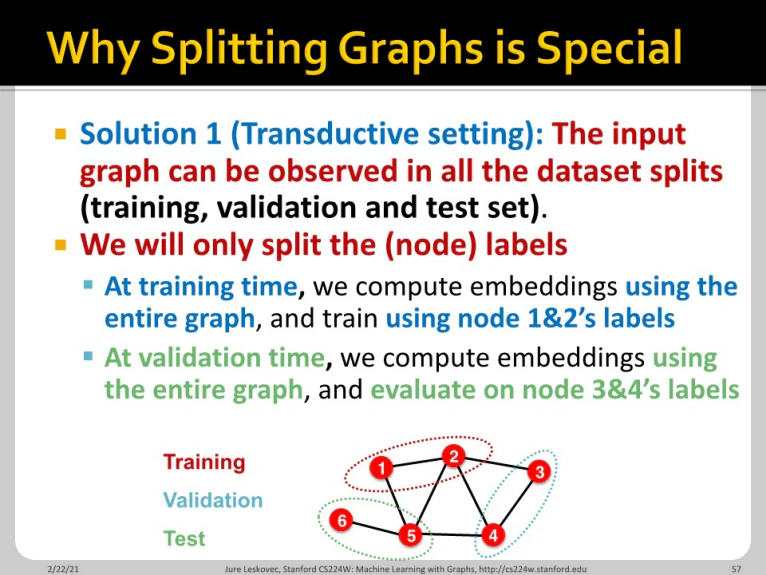 Why Splitting Graphs is Special
Solution 1 (Transductive setting): The input
graph can be observed in all the dataset splits
(training, validation and test set).
We will only split the (node) labels
At training time, we compute embeddings using the
entire graph, and train using node 1&2’s labels
At validation time, we compute embeddings using
the entire graph, and evaluate on node 3&4’s labels
Training
Validation
Test
1
2
3
6
5
4
2/22/21
Jure Leskovec, Stanford CS224W: Machine Learning with Graphs, http://cs224w.stanford.edu
57